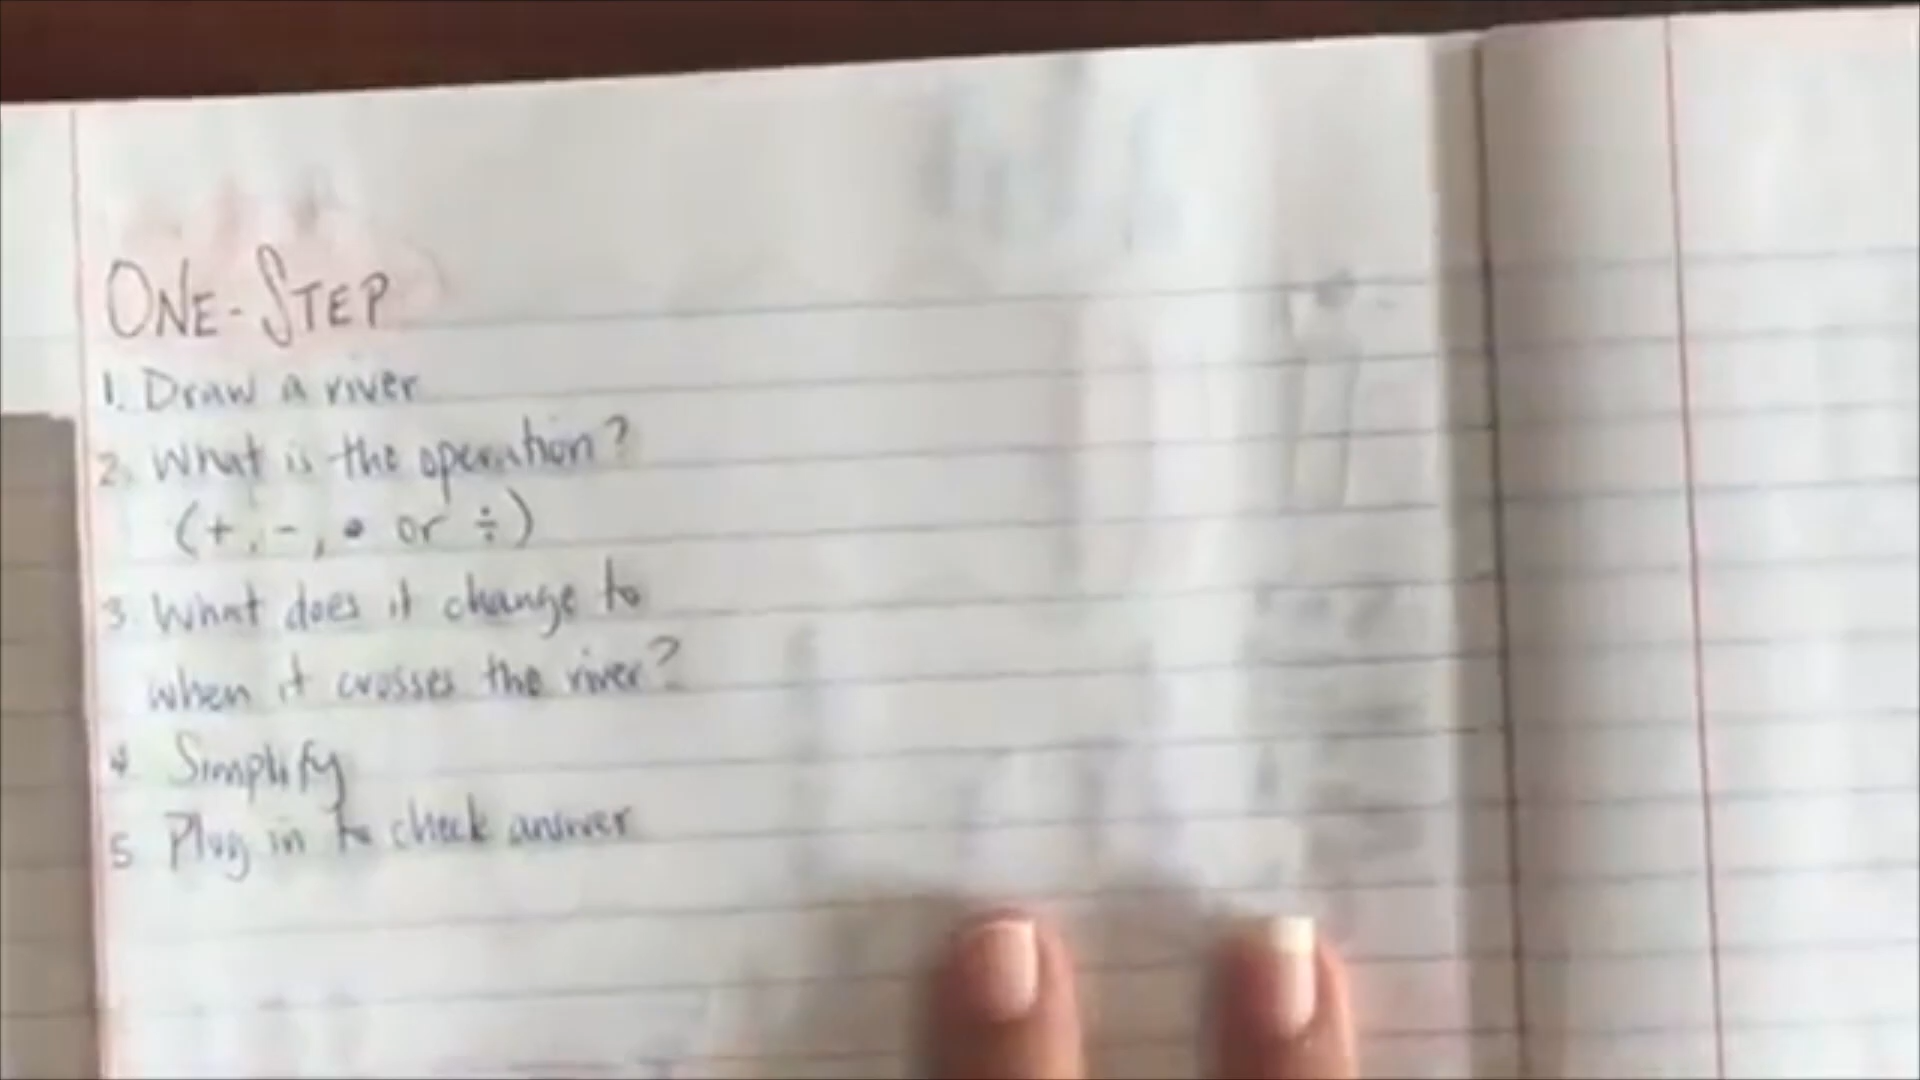 ONE-STEP
1. Draw a river
2. What is the operation?
(+, -, • or ÷)
3. What does it change to
when it crosses the river?
4 Simplify
5 Plug in to check answer